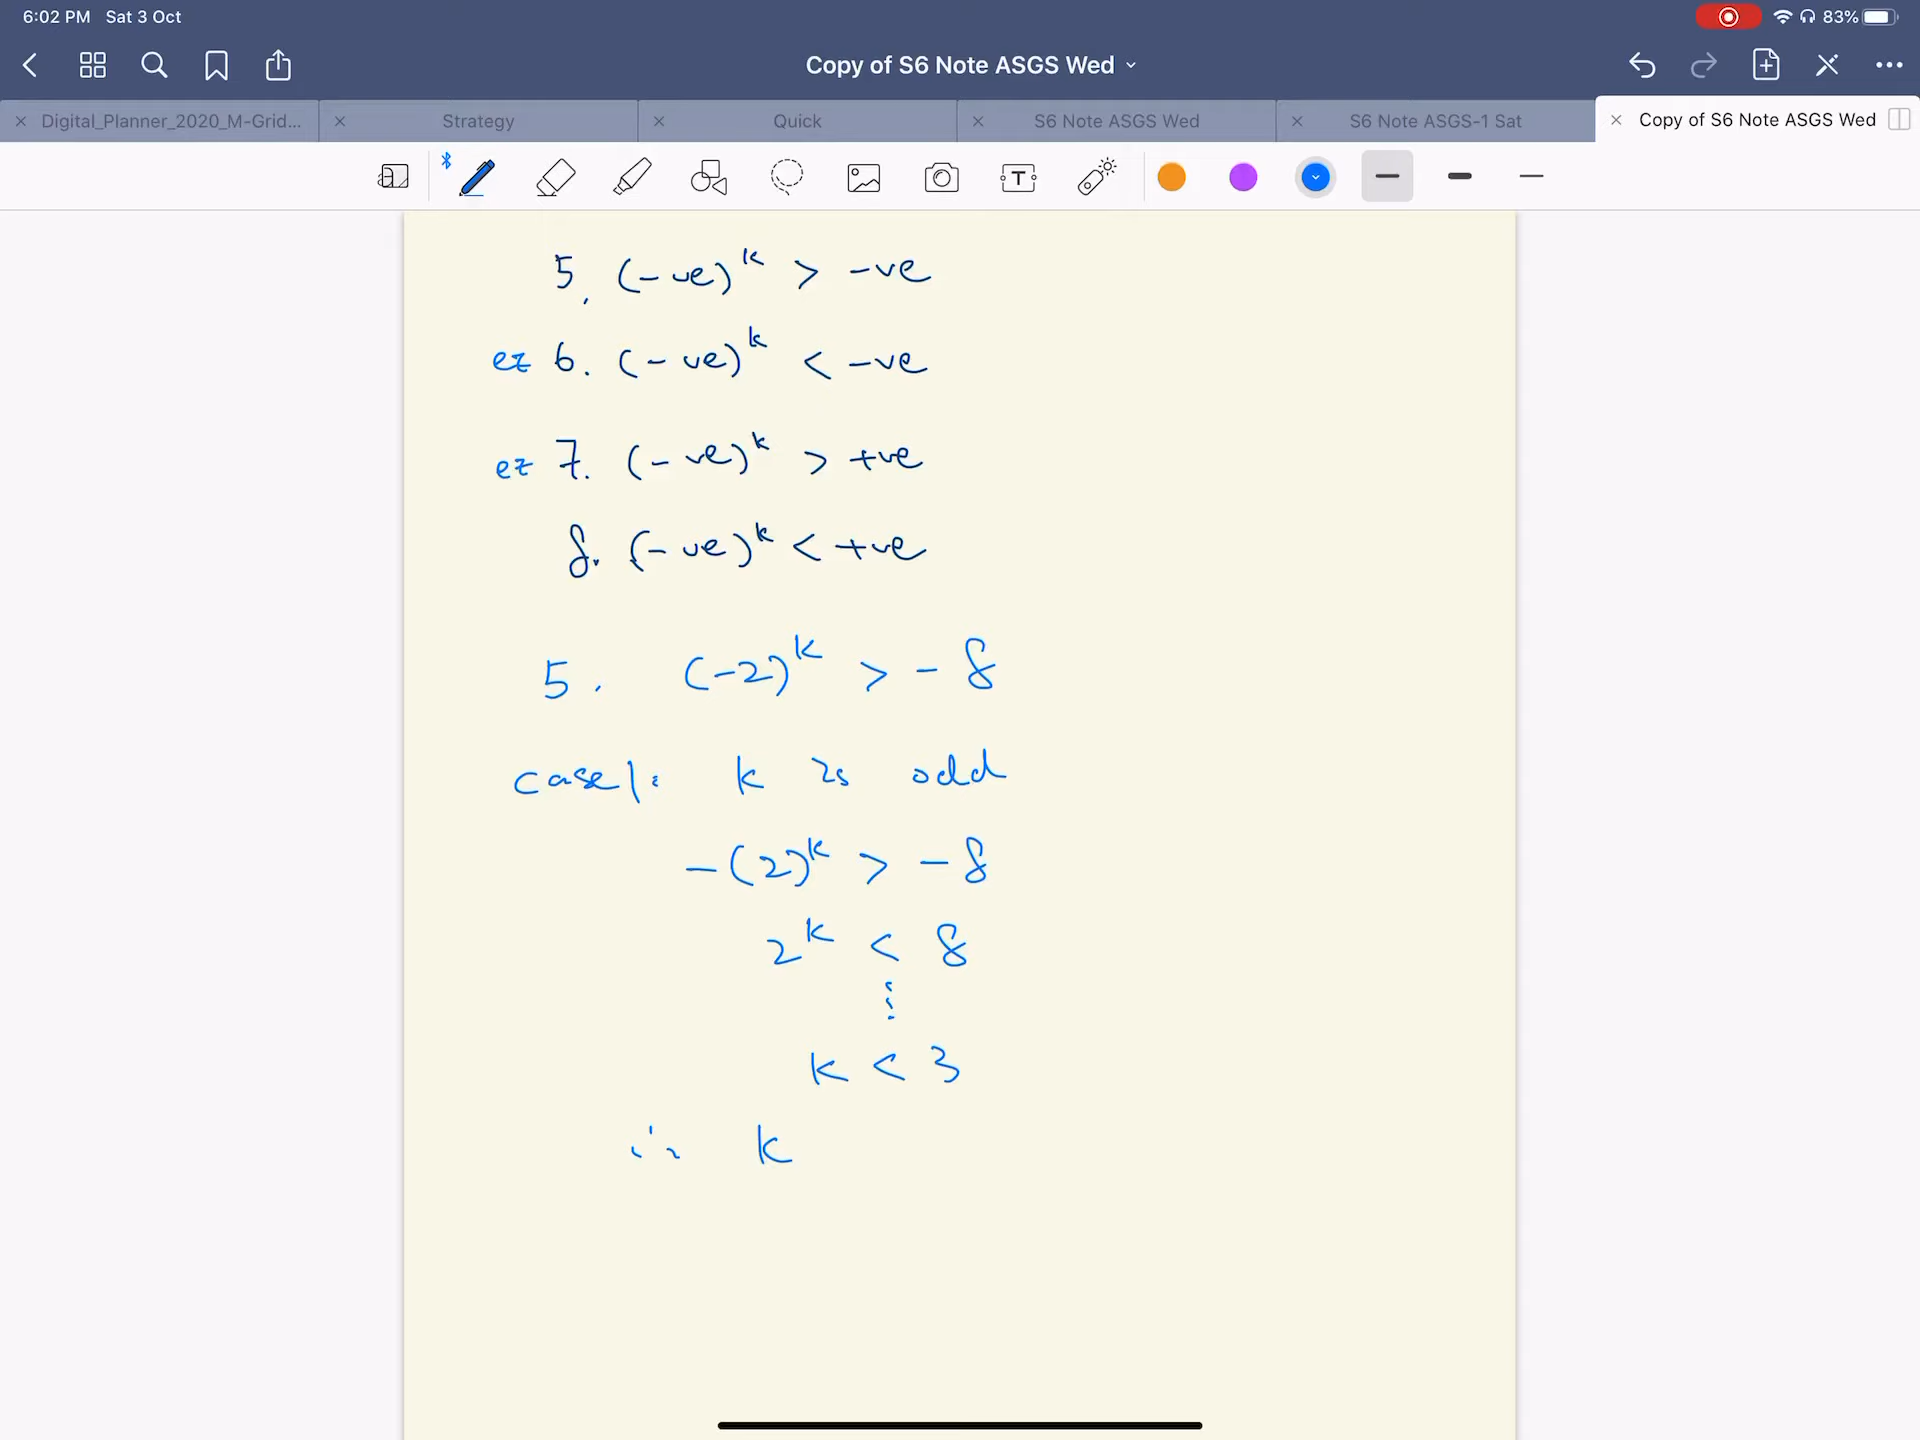 6:02 PM Sat 3 Oct
83%
Copy of S6 Note ASGS Wed
Digital_Planner_2020_M-Grid...
Strategy
Quick
S6 Note ASGS Wed
S6 Note ASGS-1 Sat
Copy of S6 Note ASGS Wed
5. (-ve)^k > -ve
ez 6. (-ve)^k < -ve
ez 7. (-ve)^k > +ve
8. (-ve)^k < +ve
5. (-2)^k > -8
case 1: k is odd
-(2)^k > -8
2^k < 8
⋮
k < 3
∴ k